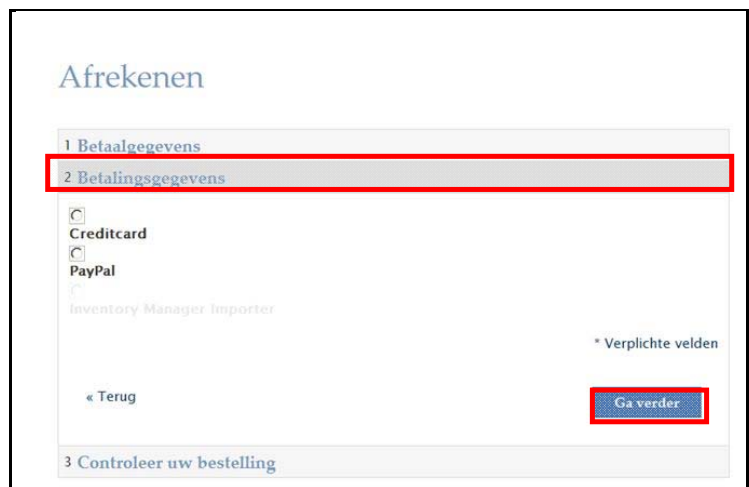 Afrekenen
1 Betaalgegevens
2 Betalingsgegevens
Creditcard
PayPal
Inventory Manager Importer
* Verplichte velden
« Terug
Ga verder
3 Controleer uw bestelling